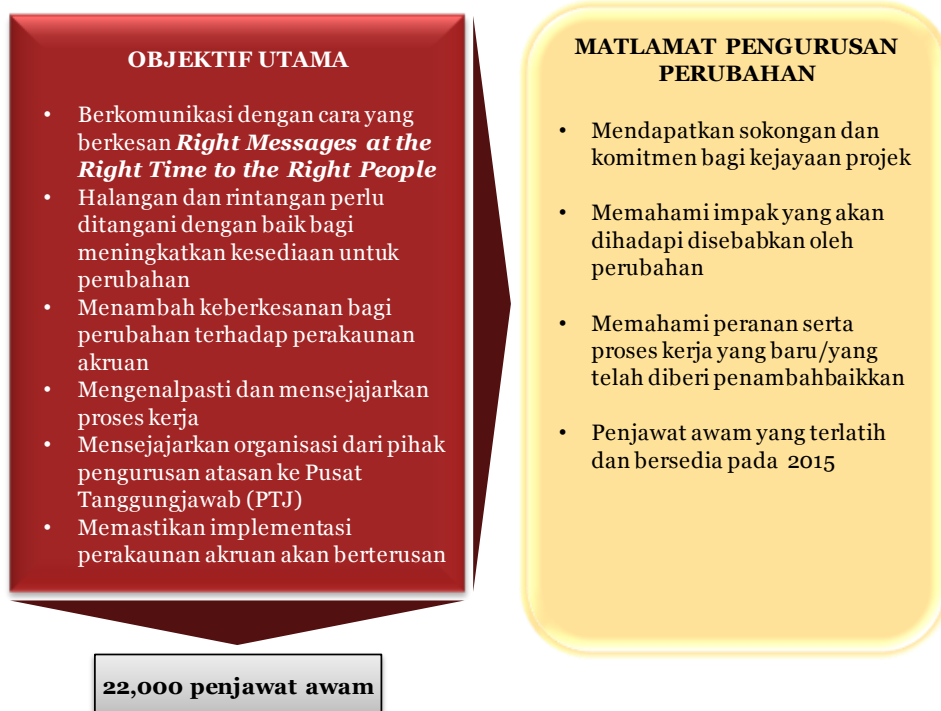 OBJEKTIF UTAMA
• Berkomunikasi dengan cara yang
berkesan Right Messages at the
Right Time to the Right People
• Halangan dan rintangan perlu
ditangani dengan baik bagi
meningkatkan kesediaan untuk
perubahan
• Menambah keberkesanan bagi
perubahan terhadap perakaunan
akruan
• Mengenalpasti dan mensejajarkan
proses kerja
• Mensejajarkan organisasi dari pihak
pengurusan atasan ke Pusat
Tanggungjawab (PTJ)
• Memastikan implementasi
perakaunan akruan akan berterusan
22,000 penjawat awam
MATLAMAT PENGURUSAN
PERUBAHAN
• Mendapatkan sokongan dan
komitmen bagi kejayaan projek
• Memahami impak yang akan
dihadapi disebabkan oleh
perubahan
• Memahami peranan serta
proses kerja yang baru/yang
telah diberi penambahbaikkan
• Penjawat awam yang terlatih
dan bersedia pada 2015